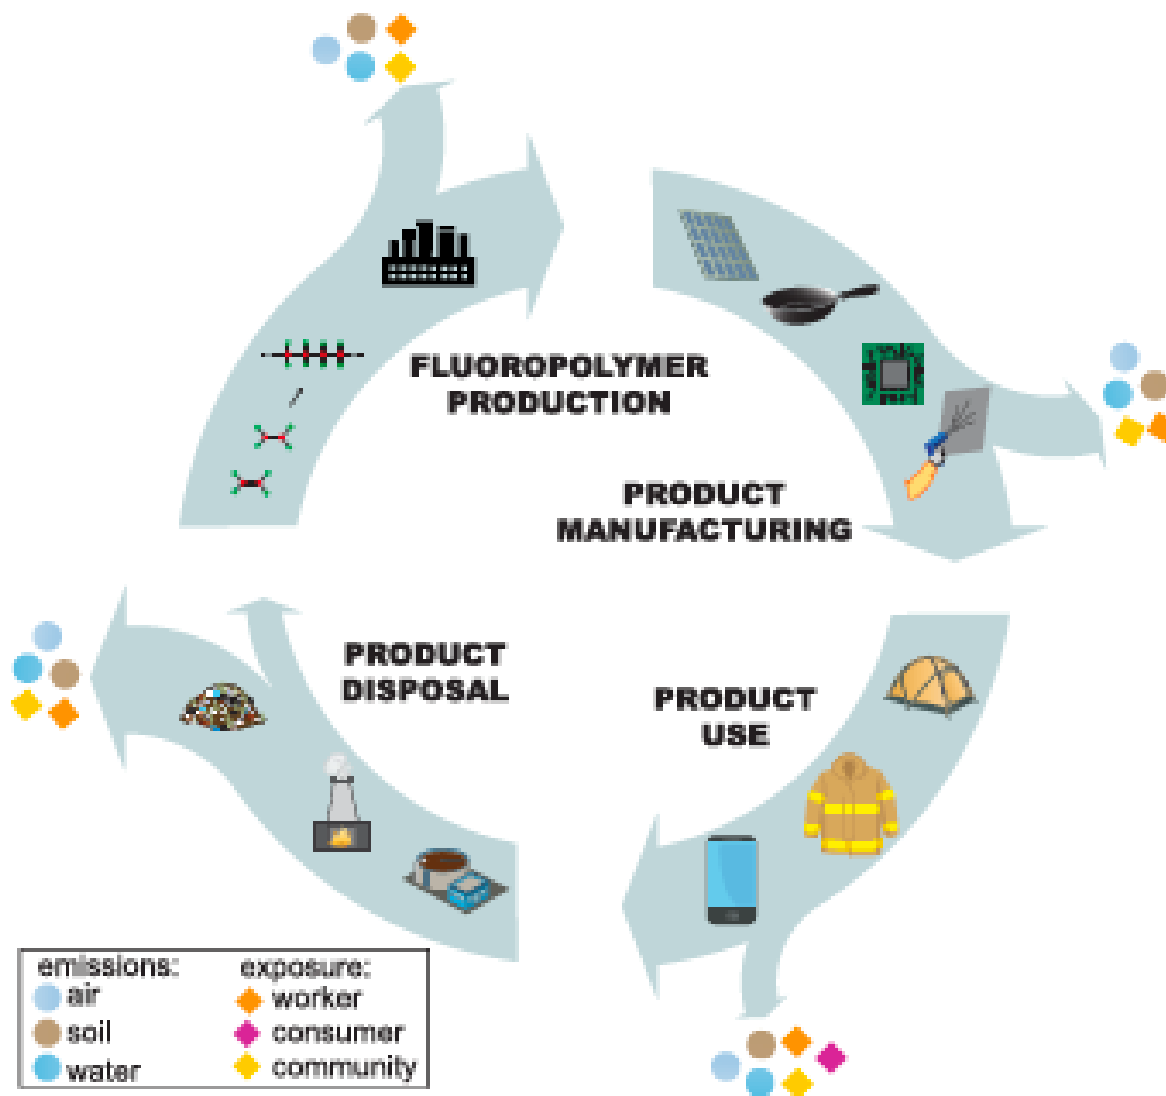 FLUOROPOLYMER
PRODUCTION
PRODUCT
MANUFACTURING
PRODUCT
USE
PRODUCT
DISPOSAL
emissions:
air
soil
water
exposure:
worker
consumer
community